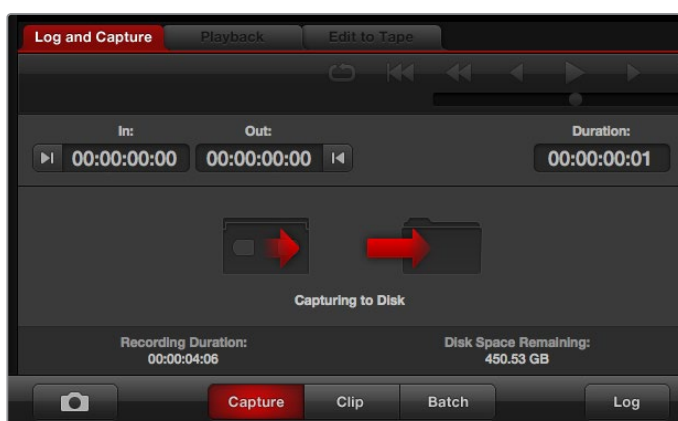 Log and Capture Playback Edit to Tape
In: Out: Duration:
00:00:00:00 00:00:00:00 00:00:00:01
Capturing to Disk
Recording Duration: Disk Space Remaining:
00:00:04:06 450.53 GB
Capture Clip Batch Log